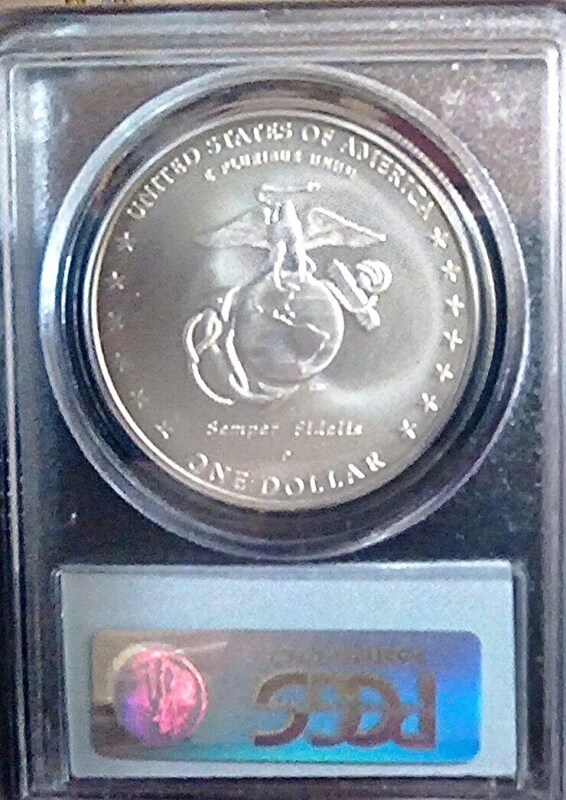 UNITED STATES OF AMERICA
E PLURIBUS UNUM
Semper Fidelis
P
ONE DOLLAR
PCGS